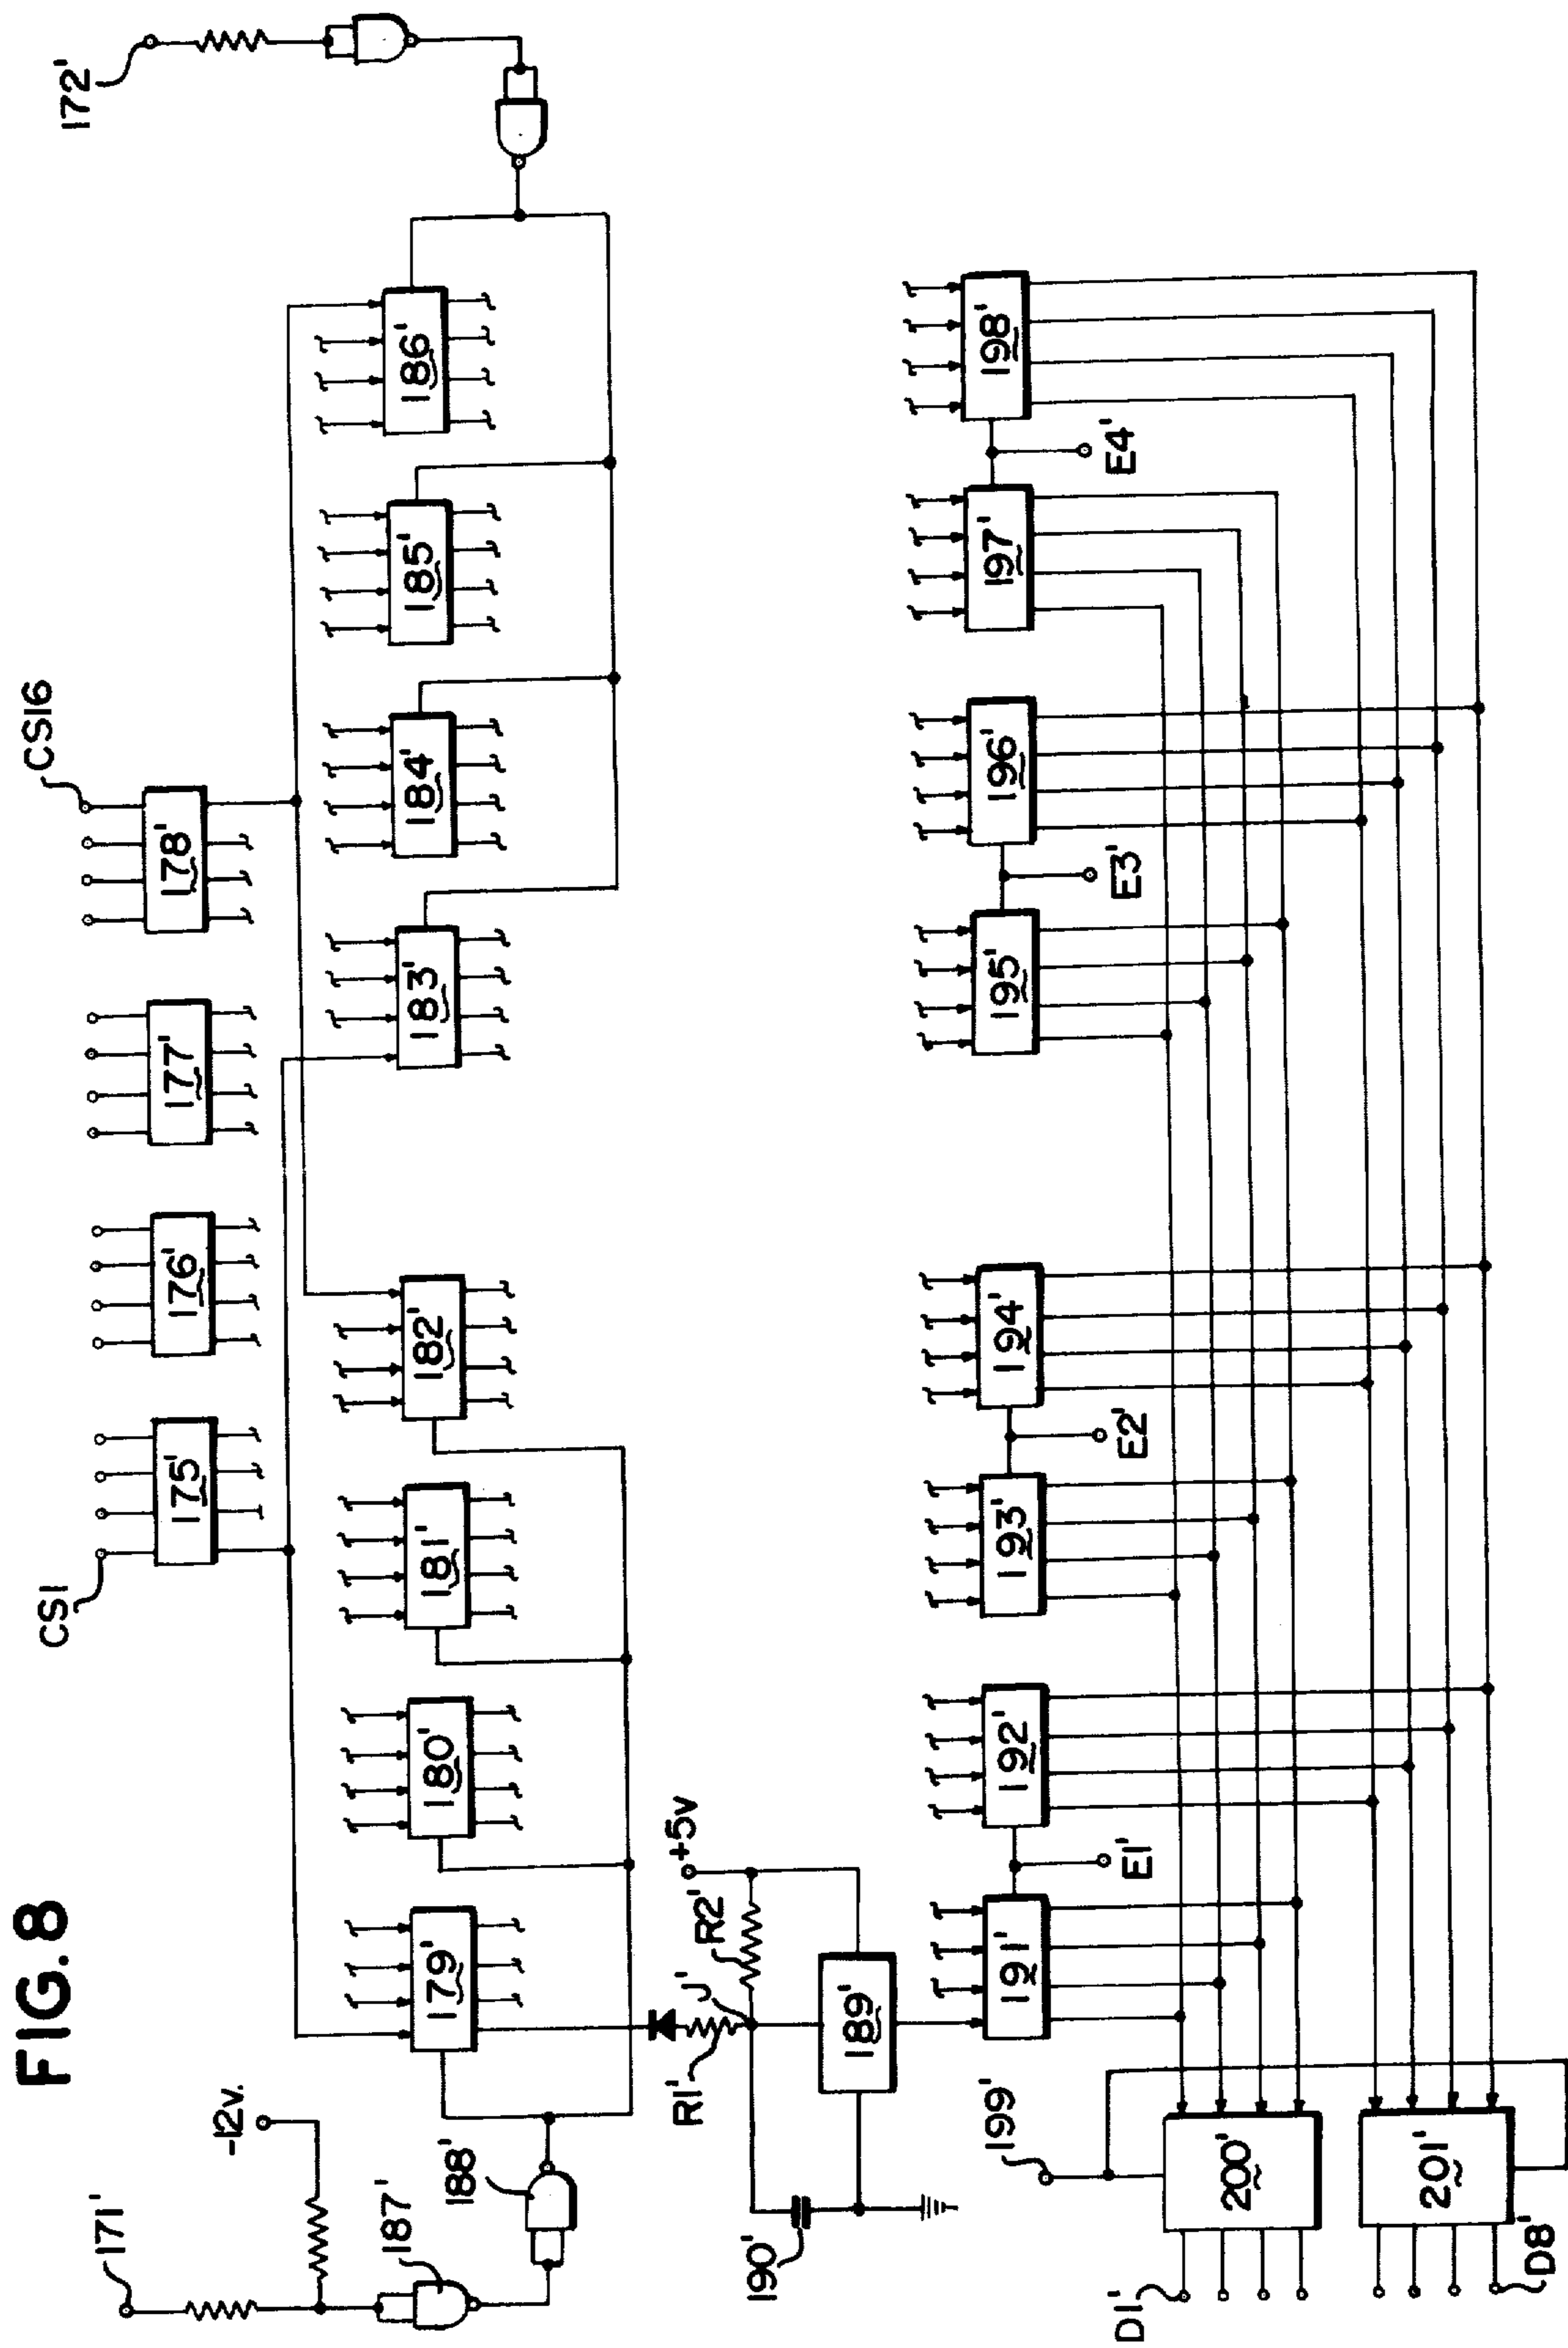 FIG. 8
171'
-12v.
187'
188'
CS1
CS16
172'
175'
176'
177'
178'
179'
180'
181'
182'
183'
184'
185'
186'
R1'
J'
R2'
+5v
189'
190'
191'
192'
193'
194'
195'
196'
197'
198'
E1'
E2'
E3'
E4'
199'
200'
201'
D1'
D8'